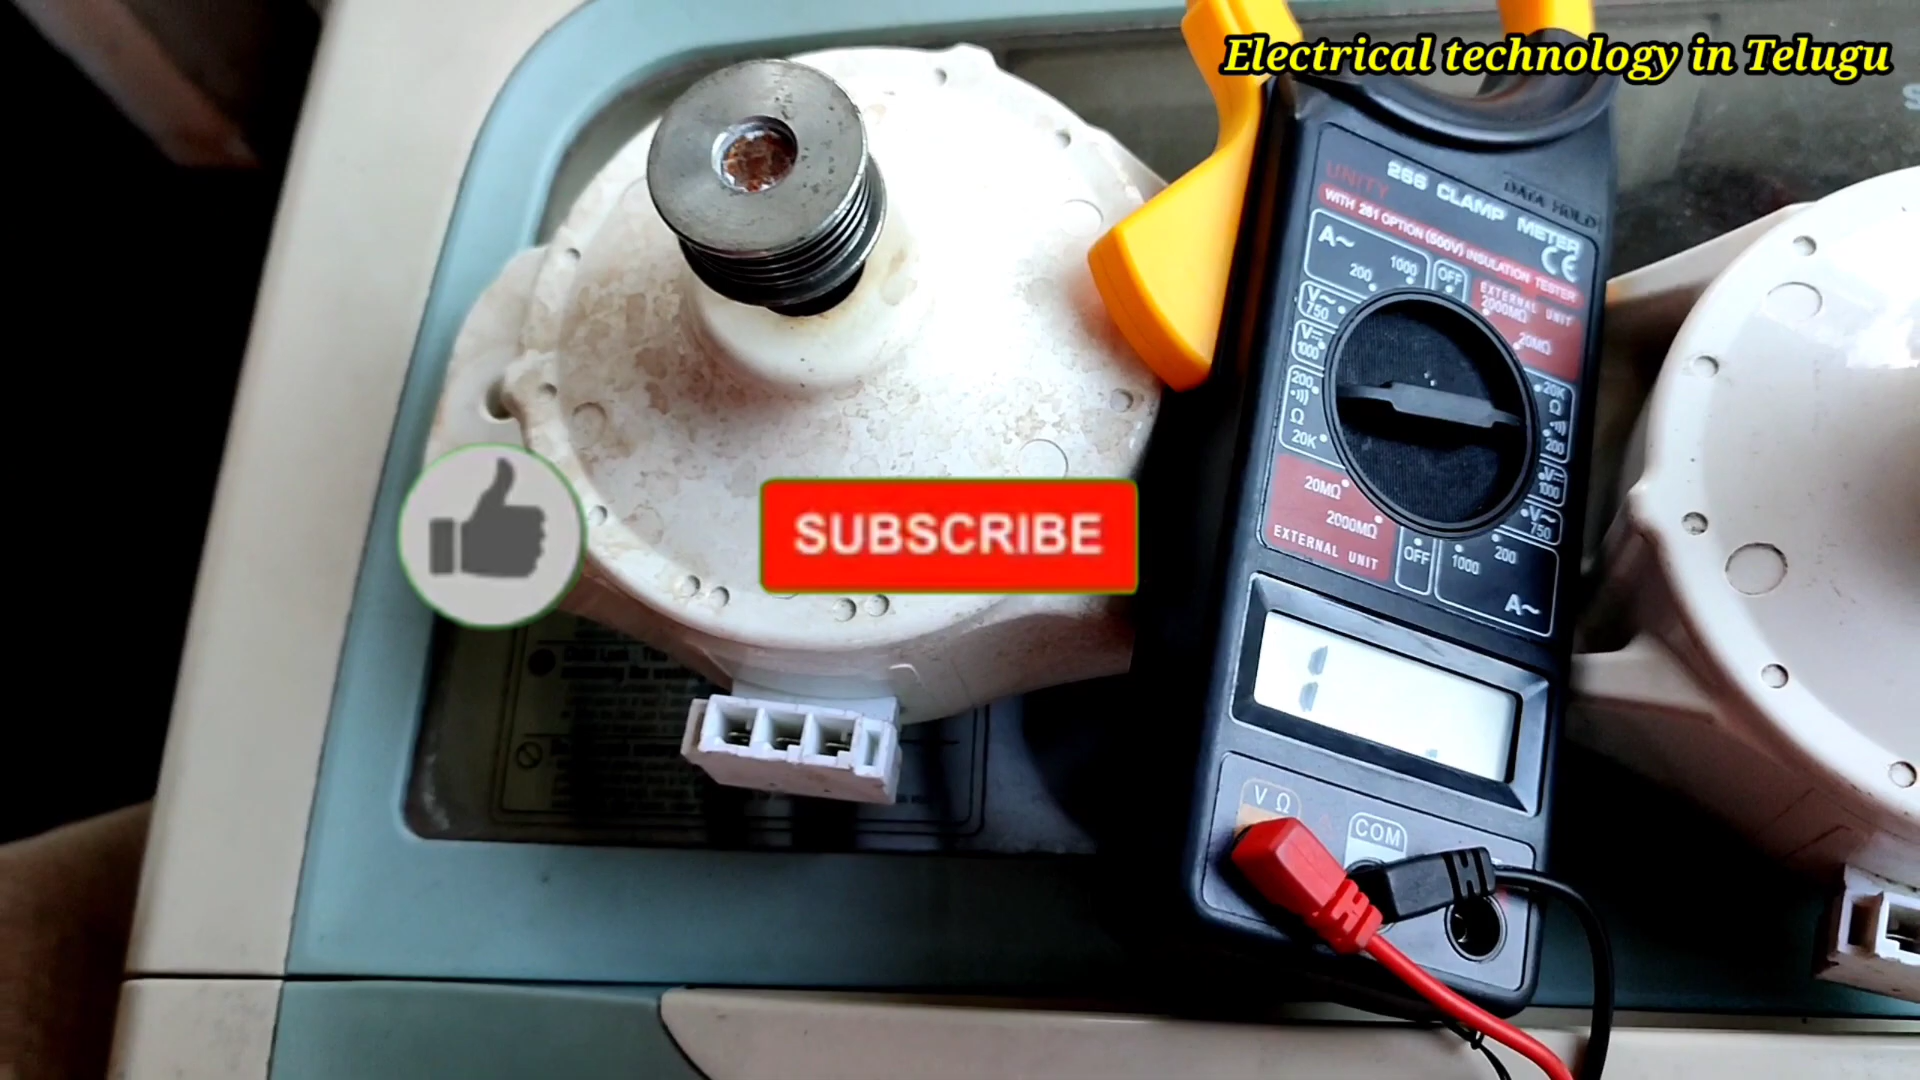 Electrical technology in Telugu
UNITY
266 CLAMP METER
DATA HOLD
WITH 261 OPTION (500V) INSULATION TESTER
CE
A~
200
1000
OFF
EXTERNAL UNIT
2000MΩ
20MΩ
V~
750
V
1000
200
Ω
20K
20MΩ
2000MΩ
EXTERNAL UNIT
20K
Ω
200
V
1000
V~
750
OFF
1000
200
A~
SUBSCRIBE
1
V Ω
COM